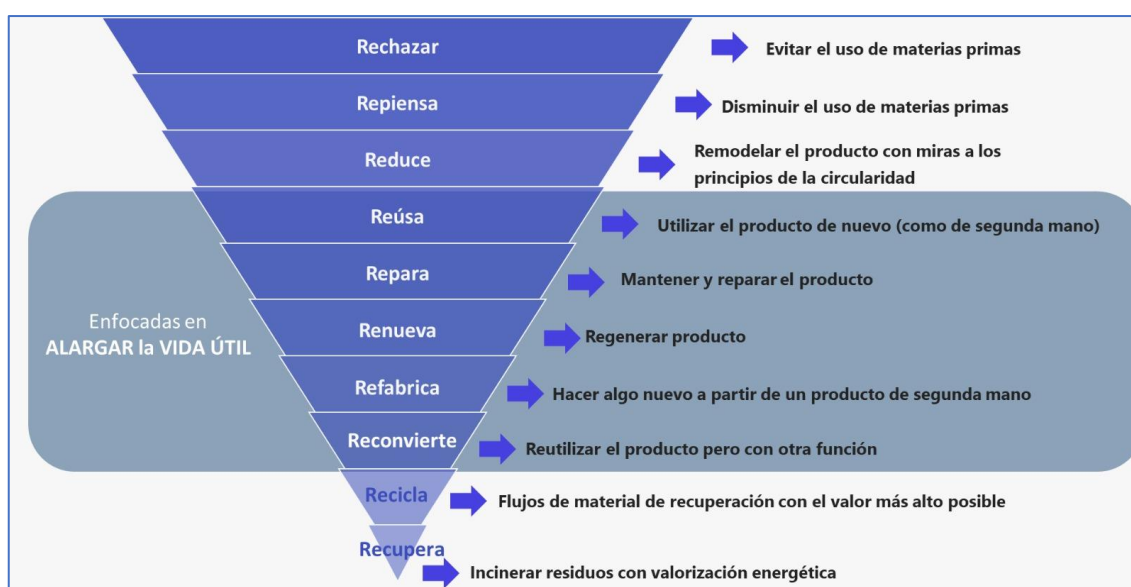 Rechazar
Evitar el uso de materias primas
Repiensa
Disminuir el uso de materias primas
Reduce
Remodelar el producto con miras a los
principios de la circularidad
Reúsa
Utilizar el producto de nuevo (como de segunda mano)
Repara
Mantener y reparar el producto
Enfocadas en
ALARGAR la VIDA ÚTIL
Renueva
Regenerar producto
Refabrica
Hacer algo nuevo a partir de un producto de segunda mano
Reconvierte
Reutilizar el producto pero con otra función
Recicla
Flujos de material de recuperación con el valor más alto posible
Recupera
Incinerar residuos con valorización energética